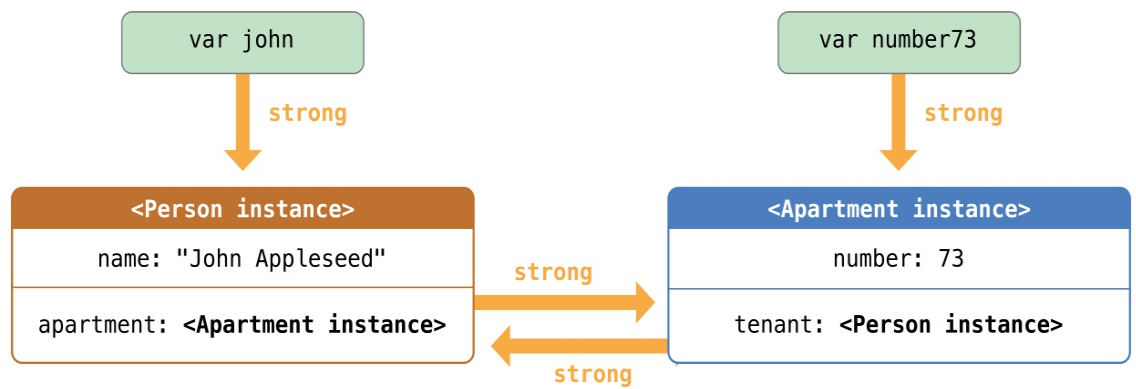 var john
var number73
strong
strong
<Person instance>
<Apartment instance>
name: "John Appleseed"
number: 73
strong
apartment: <Apartment instance>
tenant: <Person instance>
strong